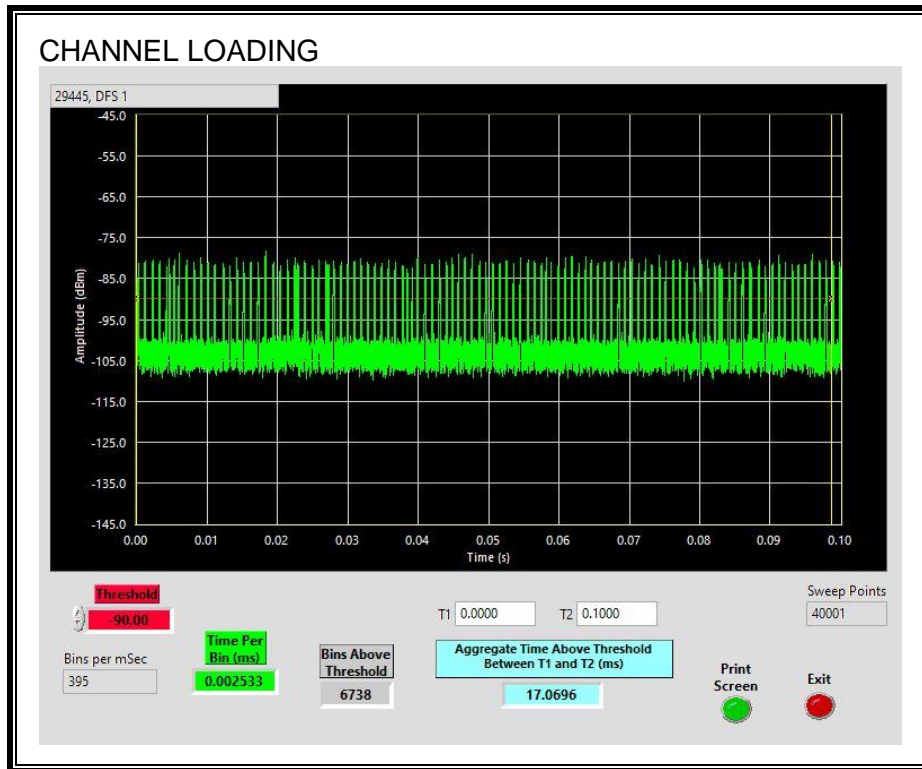 CHANNEL LOADING
29445, DFS 1
-45.0
-55.0
-65.0
-75.0
-85.0
-95.0
-105.0
-115.0
-125.0
-135.0
-145.0
Amplitude (dBm)
0.00 0.01 0.02 0.03 0.04 0.05 0.06 0.07 0.08 0.09 0.10
Time (s)
Threshold
-90.00
Bins per mSec
395
Time Per
Bin (ms)
0.002533
Bins Above
Threshold
6738
T1 0.0000 T2 0.1000
Aggregate Time Above Threshold
Between T1 and T2 (ms)
17.0696
Sweep Points
40001
Print
Screen
Exit